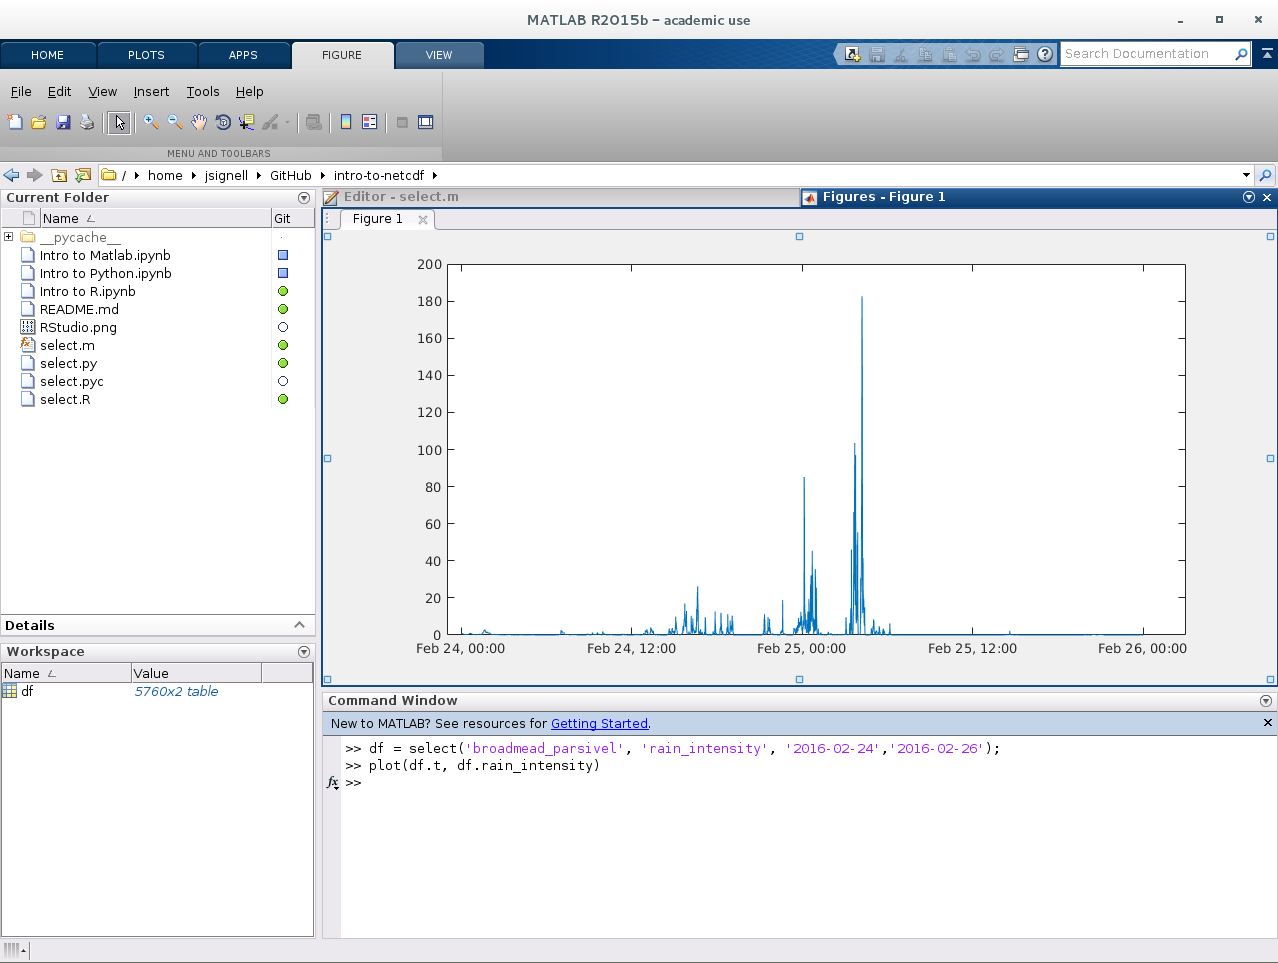 MATLAB R2015b – academic use
HOME PLOTS APPS FIGURE VIEW
Search Documentation
File Edit View Insert Tools Help
MENU AND TOOLBARS
/ home jsignell GitHub intro-to-netcdf
Current Folder
Name Git
__pycache__
Intro to Matlab.ipynb
Intro to Python.ipynb
Intro to R.ipynb
README.md
RStudio.png
select.m
select.py
select.pyc
select.R
Details
Workspace
Name Value
df 5760x2 table
Editor - select.m
Figures - Figure 1
Figure 1
200
180
160
140
120
100
80
60
40
20
0
Feb 24, 00:00 Feb 24, 12:00 Feb 25, 00:00 Feb 25, 12:00 Feb 26, 00:00
Command Window
New to MATLAB? See resources for Getting Started.
>> df = select('broadmead_parsivel', 'rain_intensity', '2016-02-24','2016-02-26');
>> plot(df.t, df.rain_intensity)
fx >>